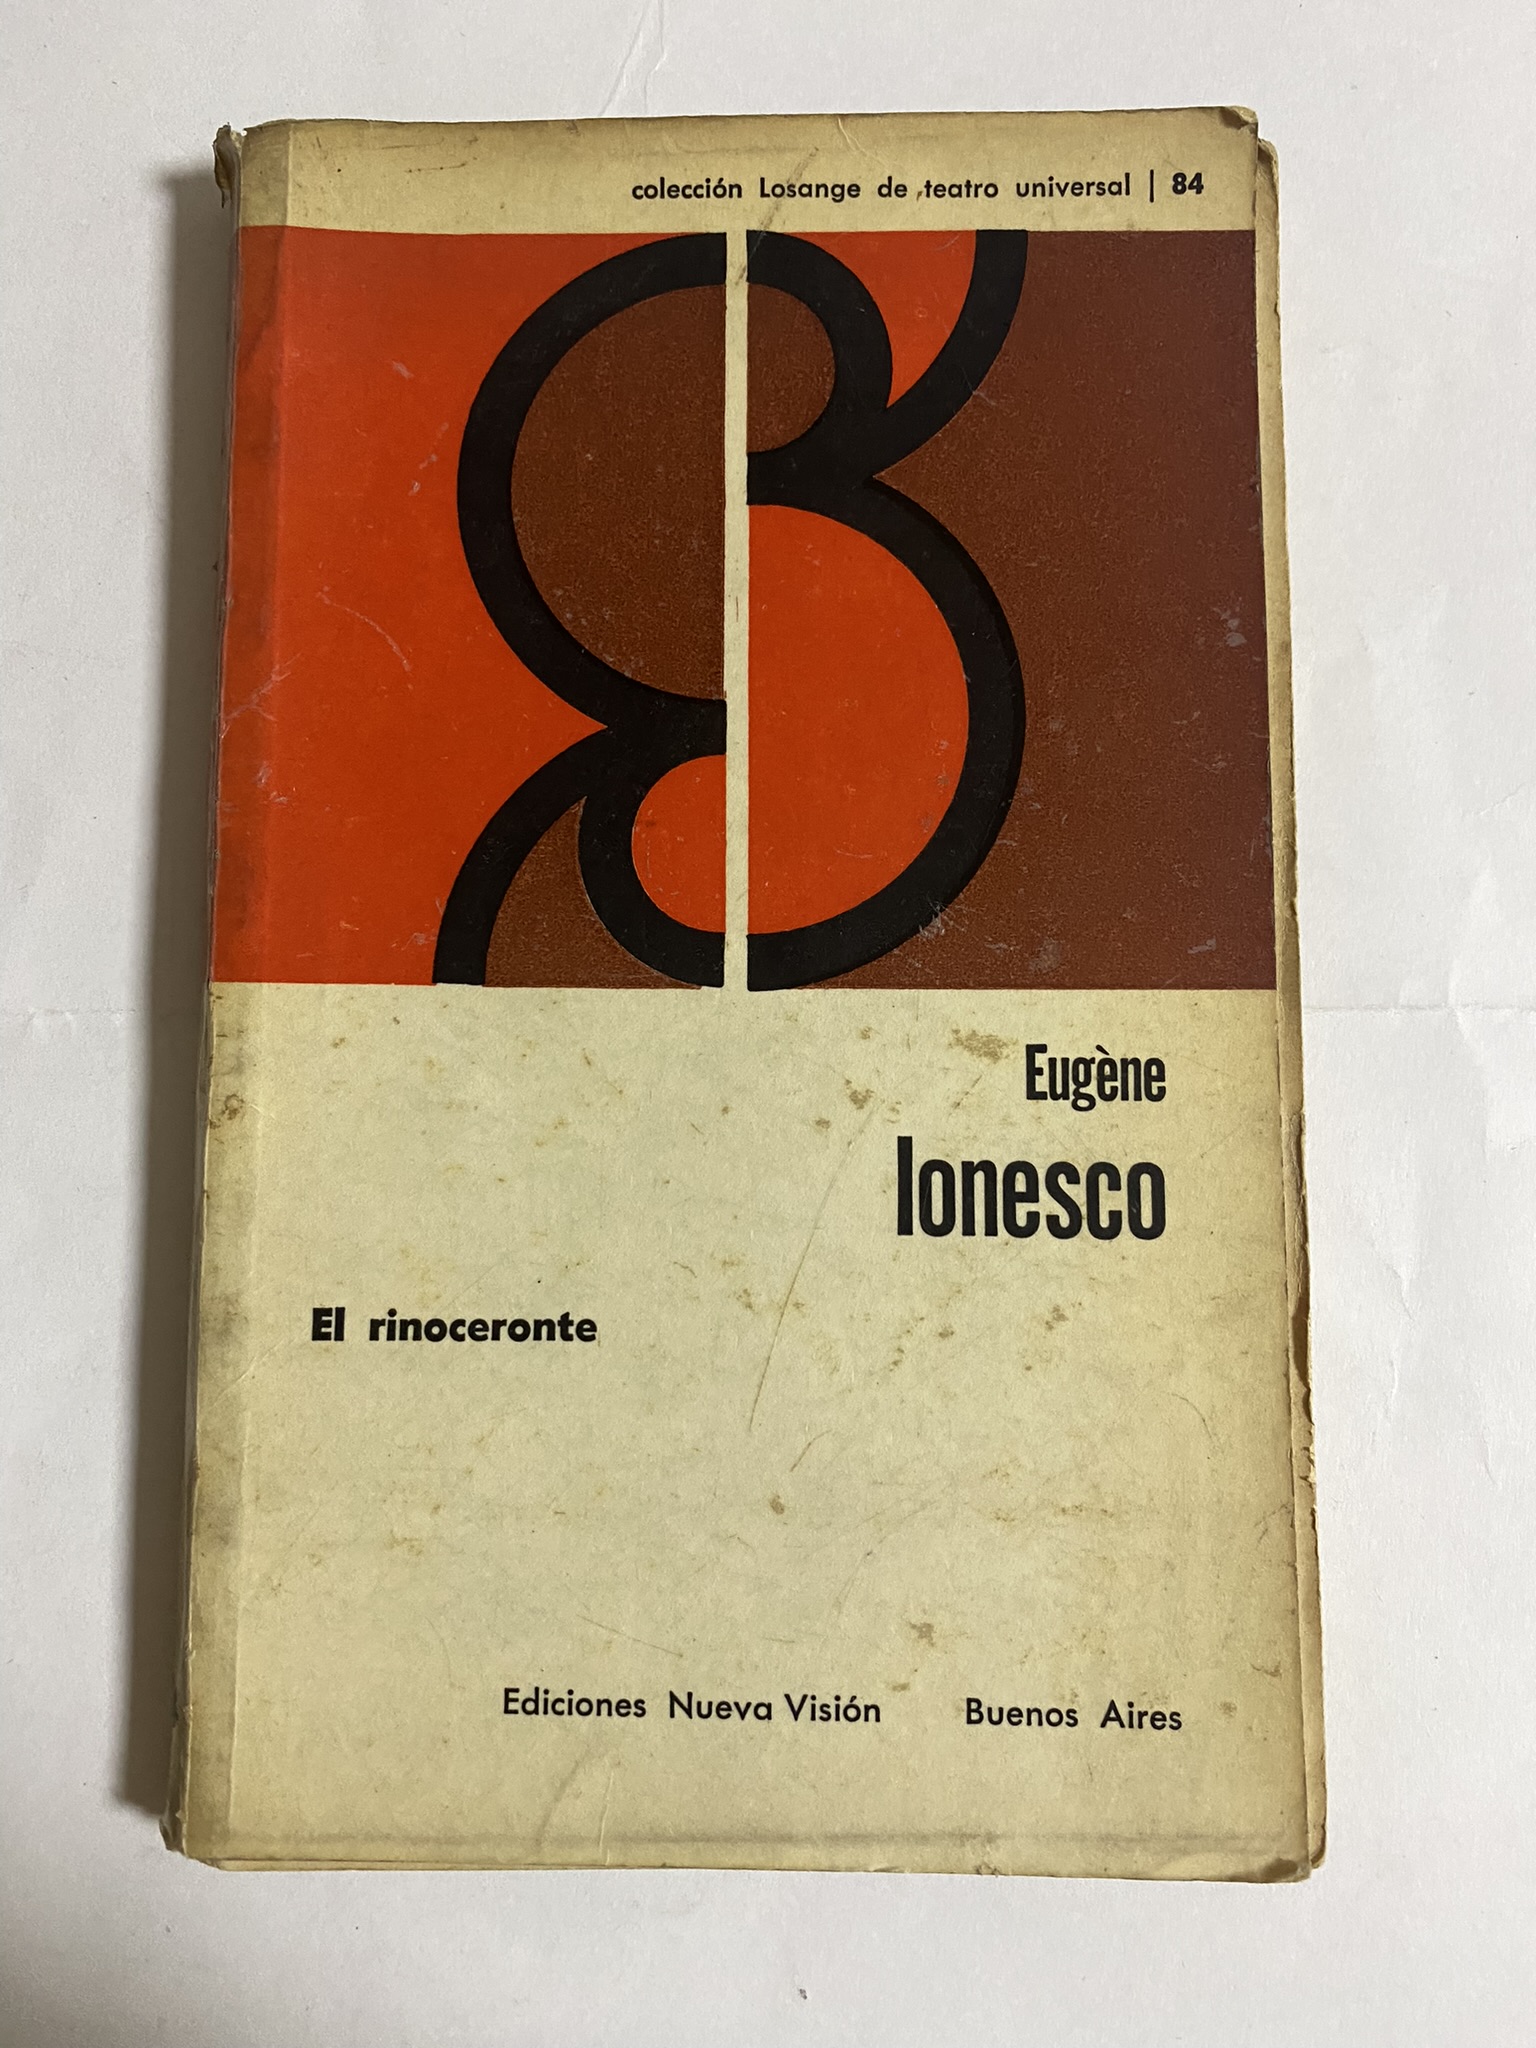 colección Losange de teatro universal | 84
Eugène
Ionesco
El rinoceronte
Ediciones Nueva Visión Buenos Aires